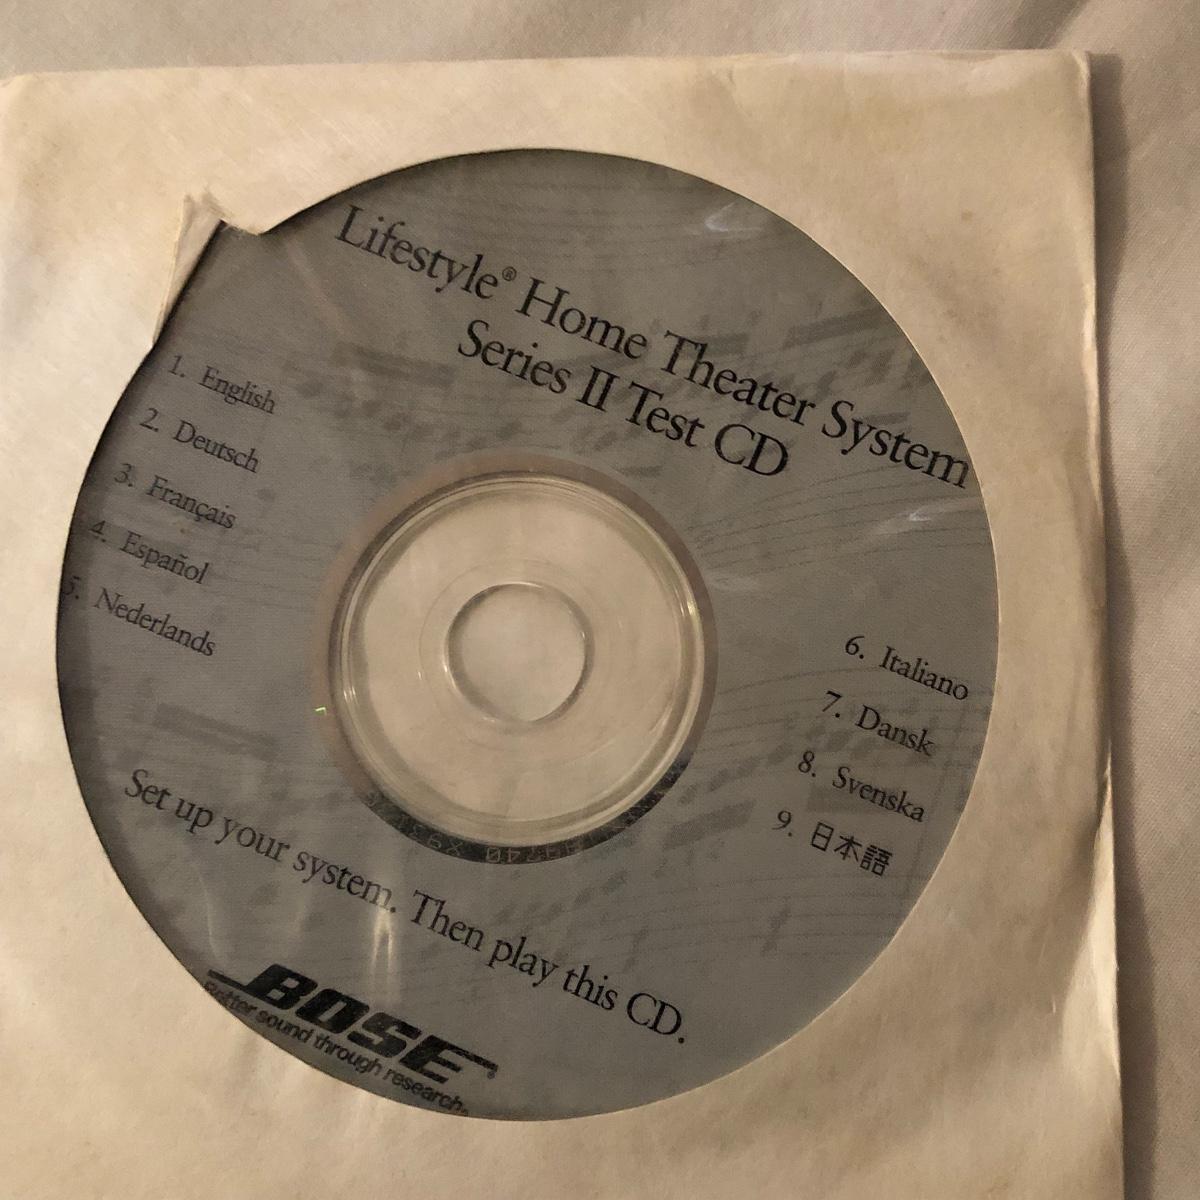 Lifestyle® Home Theater System
Series II Test CD
1. English
2. Deutsch
3. Français
4. Español
5. Nederlands
6. Italiano
7. Dansk
8. Svenska
9. 日本語
Set up your system. Then play this CD.
BOSE®
Better sound through research®